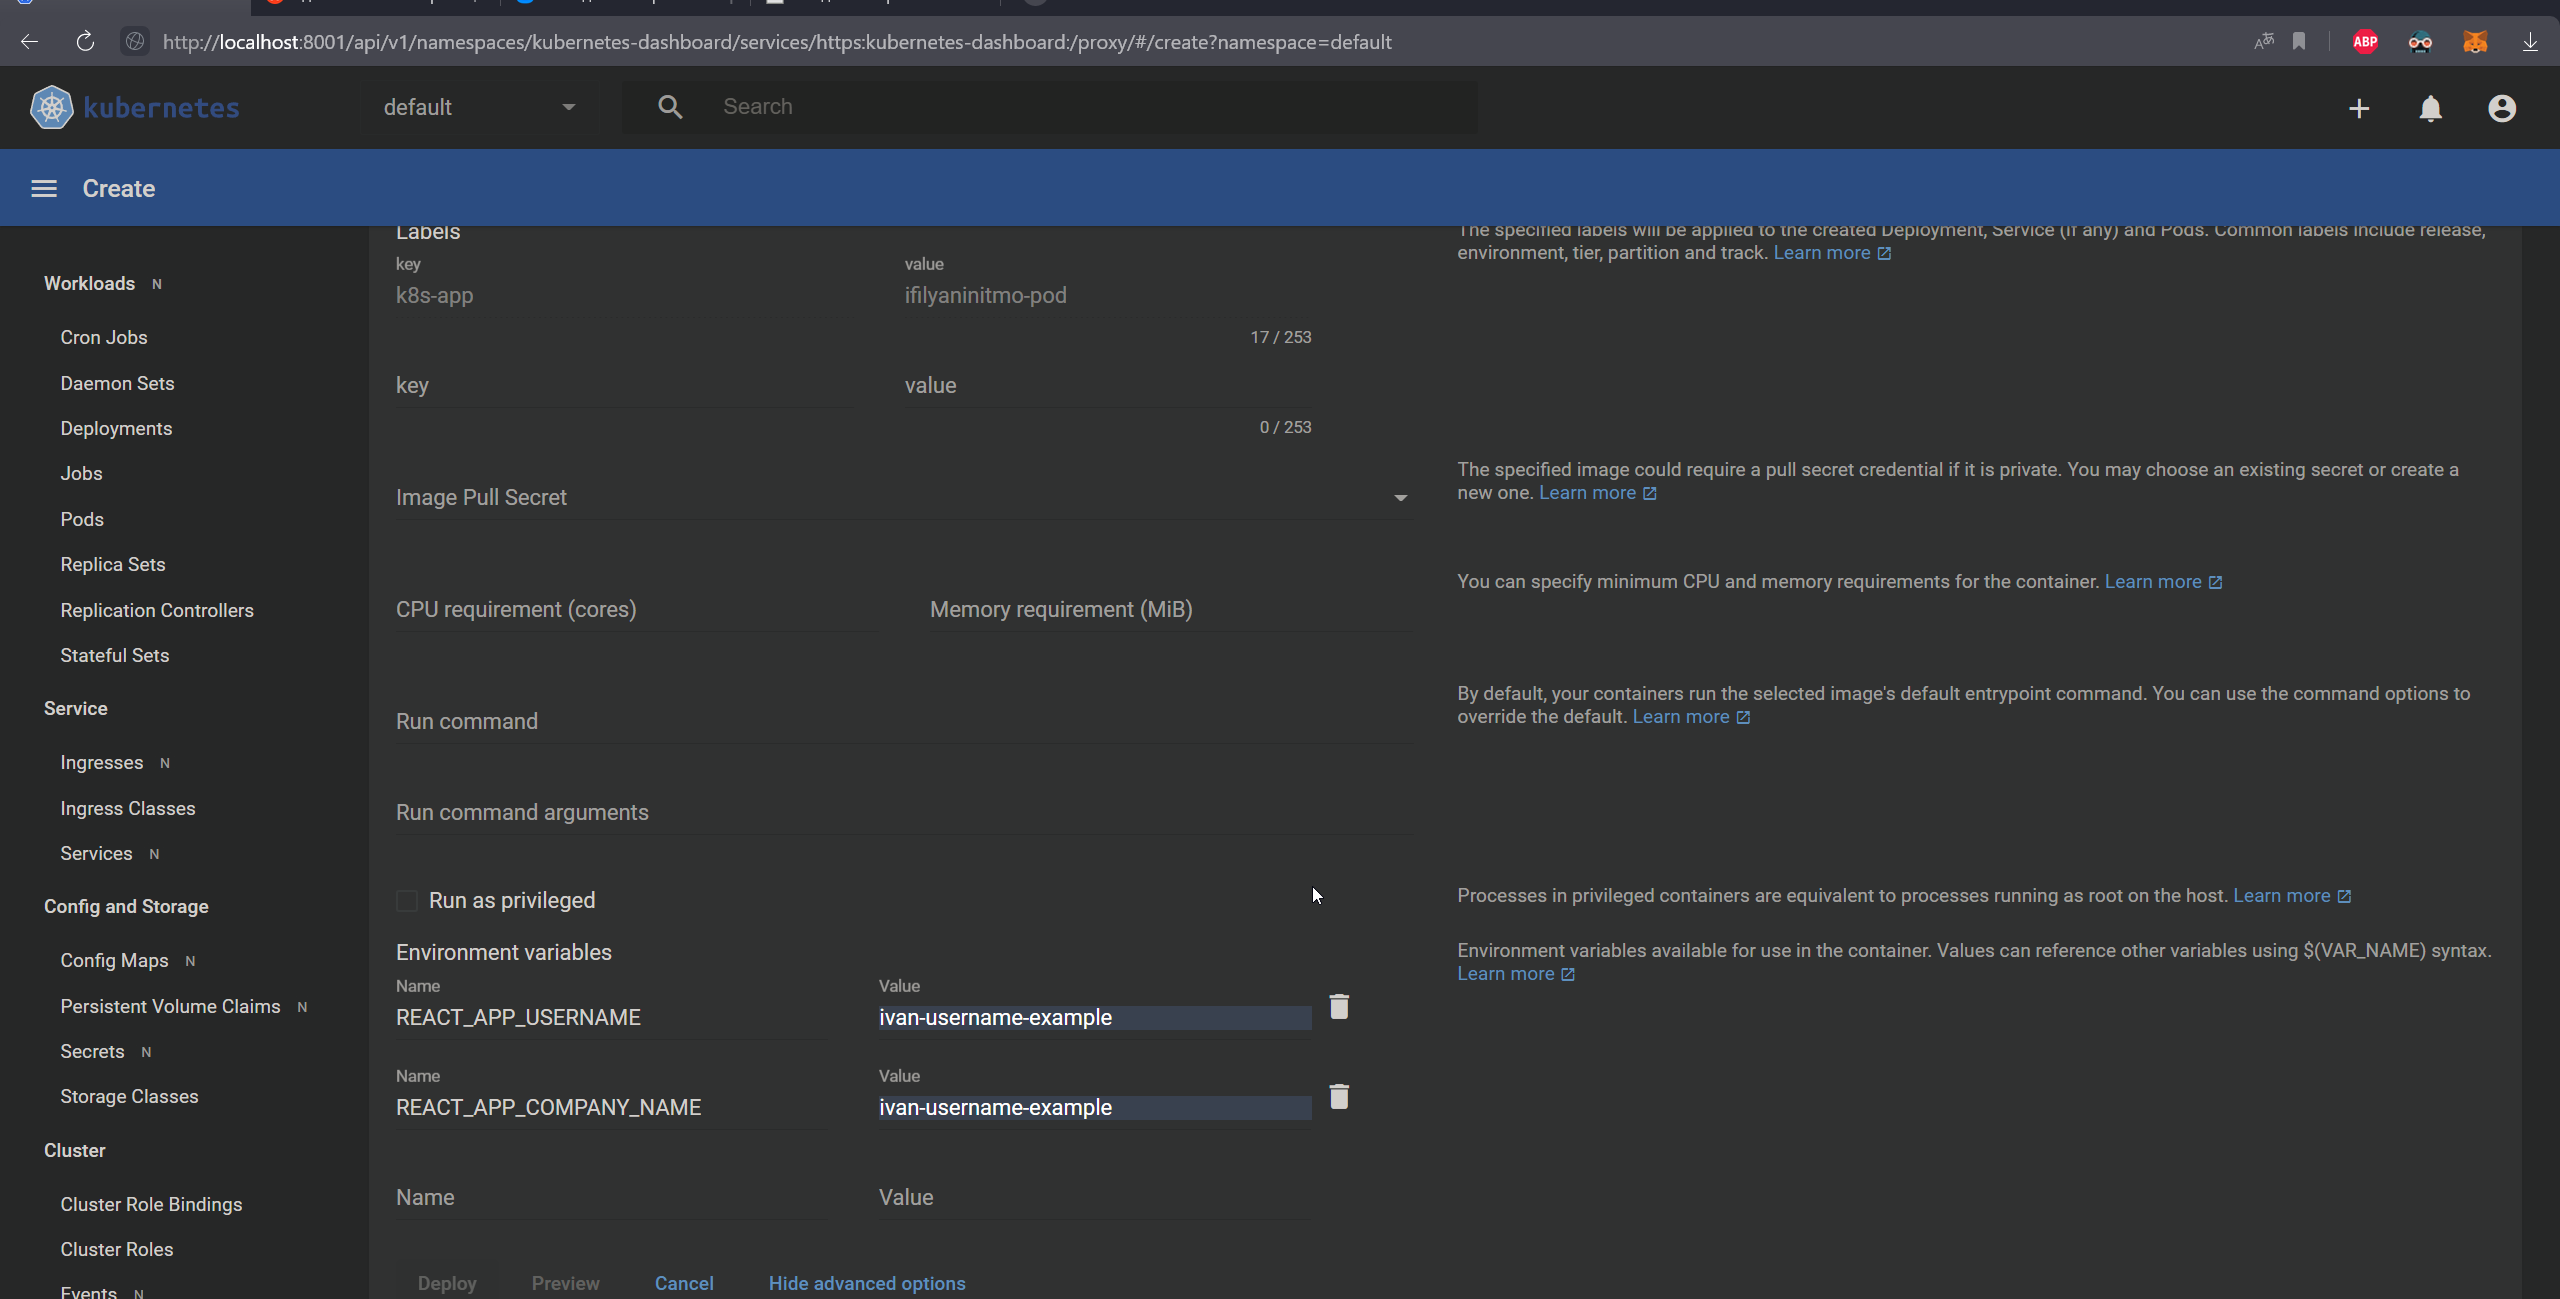 http://localhost:8001/api/v1/namespaces/kubernetes-dashboard/services/https:kubernetes-dashboard:/proxy/#/create?namespace=default
ABP
kubernetes
default
Search
Create
Workloads N
Cron Jobs
Daemon Sets
Deployments
Jobs
Pods
Replica Sets
Replication Controllers
Stateful Sets
Service
Ingresses N
Ingress Classes
Services N
Config and Storage
Config Maps N
Persistent Volume Claims N
Secrets N
Storage Classes
Cluster
Cluster Role Bindings
Cluster Roles
Events N
Labels
key value
k8s-app ifilyaninitmo-pod
17 / 253
key value
0 / 253
Image Pull Secret
CPU requirement (cores) Memory requirement (MiB)
Run command
Run command arguments
Run as privileged
Environment variables
Name Value
REACT_APP_USERNAME ivan-username-example
Name Value
REACT_APP_COMPANY_NAME ivan-username-example
Name Value
Deploy Preview Cancel Hide advanced options
The specified labels will be applied to the created Deployment, Service (if any) and Pods. Common labels include release,
environment, tier, partition and track. Learn more
The specified image could require a pull secret credential if it is private. You may choose an existing secret or create a
new one. Learn more
You can specify minimum CPU and memory requirements for the container. Learn more
By default, your containers run the selected image's default entrypoint command. You can use the command options to
override the default. Learn more
Processes in privileged containers are equivalent to processes running as root on the host. Learn more
Environment variables available for use in the container. Values can reference other variables using $(VAR_NAME) syntax.
Learn more